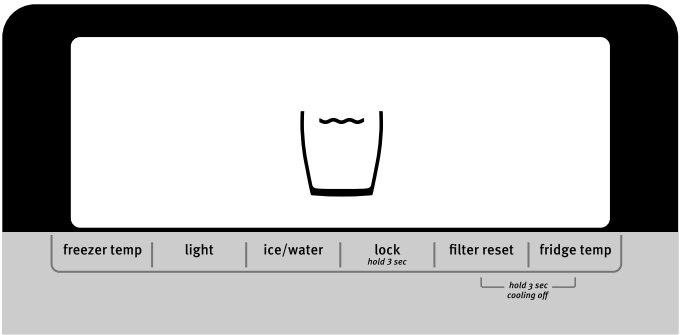 freezer temp light ice/water lock filter reset fridge temp
hold 3 sec
hold 3 sec
cooling off